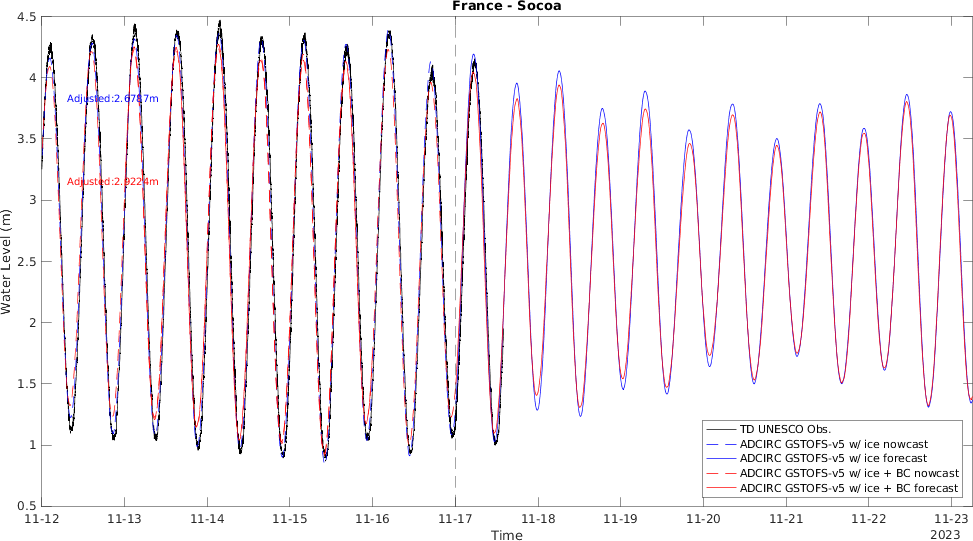 France - Socoa
4.5
4
3.5
3
2.5
2
1.5
1
0.5
Water Level (m)
Adjusted:2.6787m
Adjusted:2.9224m
TD UNESCO Obs.
ADCIRC GSTOFS-v5 w/ ice nowcast
ADCIRC GSTOFS-v5 w/ ice forecast
ADCIRC GSTOFS-v5 w/ ice + BC nowcast
ADCIRC GSTOFS-v5 w/ ice + BC forecast
11-12 11-13 11-14 11-15 11-16 11-17 11-18 11-19 11-20 11-21 11-22 11-23
Time
2023